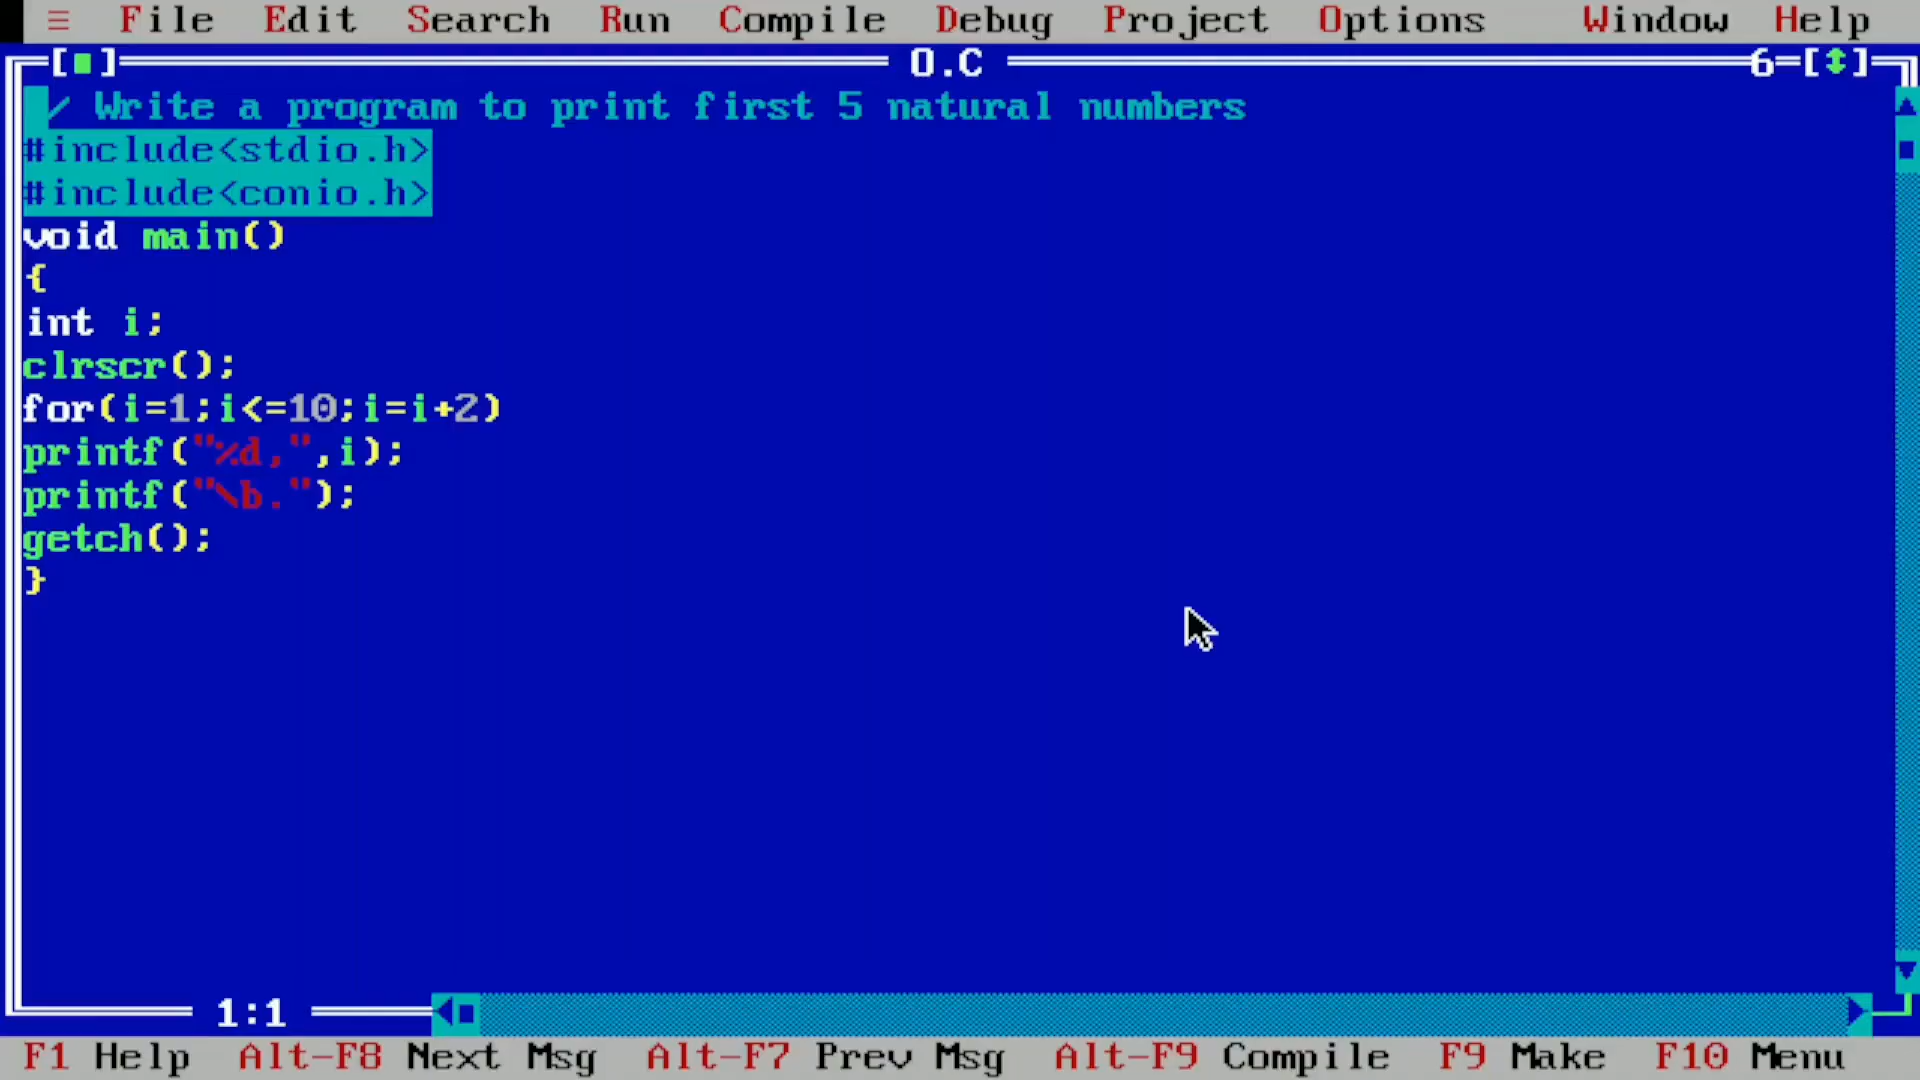 ≡ File Edit Search Run Compile Debug Project Options Window Help
[■] O.C 6=[↕]
/ Write a program to print first 5 natural numbers
#include<stdio.h>
#include<conio.h>
void main()
{
int i;
clrscr();
for(i=1;i<=10;i=i+2)
printf("%d,",i);
printf("\b.");
getch();
}
1:1
F1 Help Alt-F8 Next Msg Alt-F7 Prev Msg Alt-F9 Compile F9 Make F10 Menu